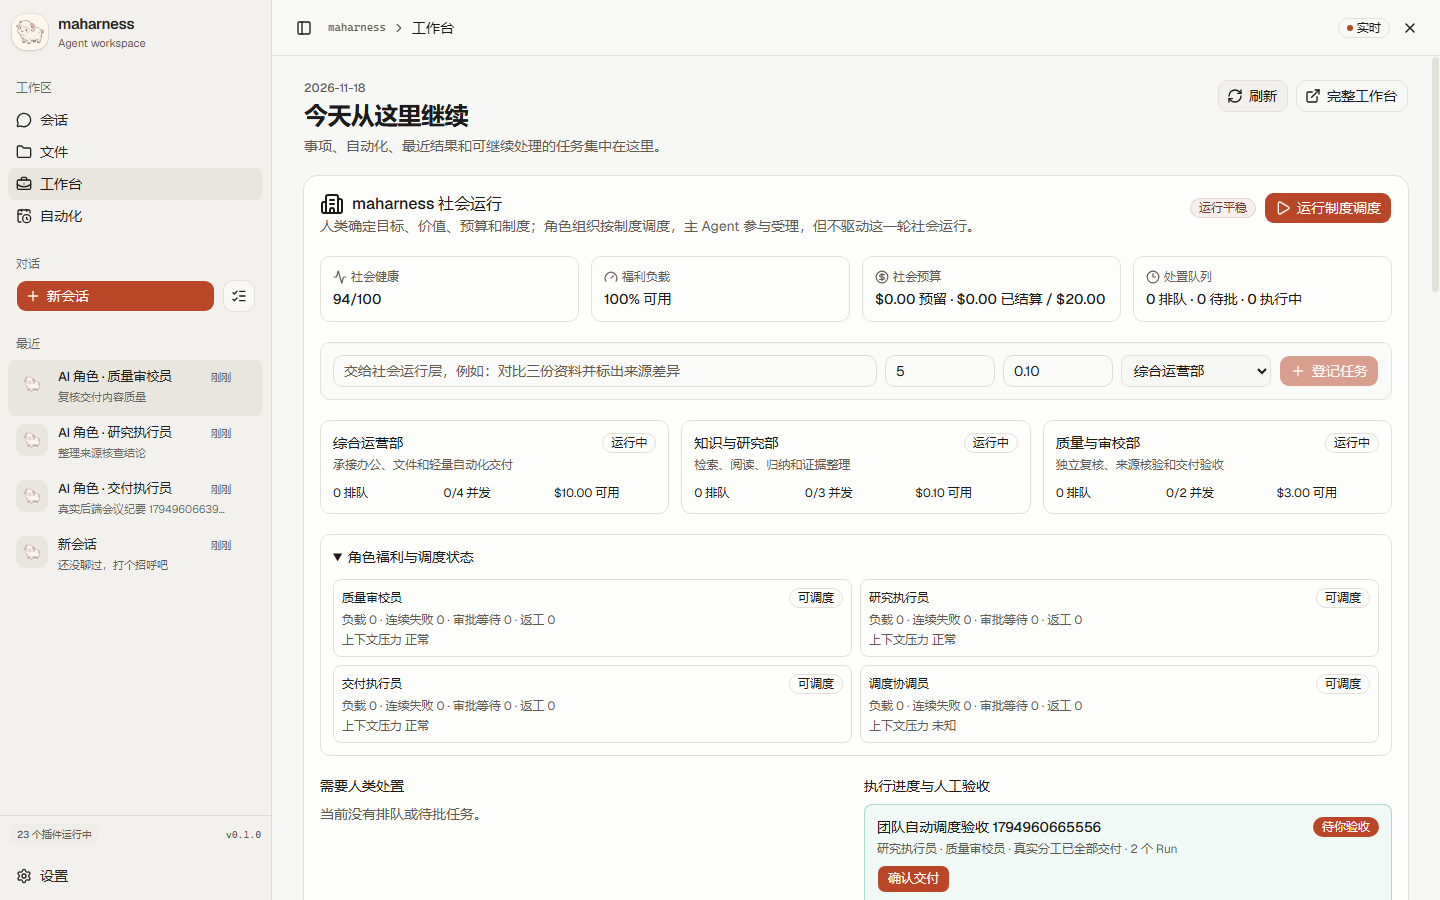 maharness
Agent workspace
工作区
会话
文件
工作台
自动化
对话
新会话
最近
AI 角色 · 质量审校员 刚刚
复核交付内容质量
AI 角色 · 研究执行员 刚刚
整理来源核查结论
AI 角色 · 交付执行员 刚刚
真实后端会议纪要 17949606639...
新会话 刚刚
还没聊过，打个招呼吧
23 个插件运行中 v0.1.0
设置
maharness > 工作台
实时
2026-11-18
今天从这里继续
事项、自动化、最近结果和可继续处理的任务集中在这里。
刷新
完整工作台
maharness 社会运行
人类确定目标、价值、预算和制度；角色组织按制度调度，主 Agent 参与受理，但不驱动这一轮社会运行。
运行平稳
运行制度调度
社会健康
94/100
福利负载
100% 可用
社会预算
$0.00 预留 · $0.00 已结算 / $20.00
处置队列
0 排队 · 0 待批 · 0 执行中
交给社会运行层，例如：对比三份资料并标出来源差异
5
0.10
综合运营部
登记任务
综合运营部 运行中
承接办公、文件和轻量自动化交付
0 排队 0/4 并发 $10.00 可用
知识与研究部 运行中
检索、阅读、归纳和证据整理
0 排队 0/3 并发 $0.10 可用
质量与审校部 运行中
独立复核、来源核验和交付验收
0 排队 0/2 并发 $3.00 可用
▼ 角色福利与调度状态
质量审校员 可调度
负载 0 · 连续失败 0 · 审批等待 0 · 返工 0
上下文压力 正常
研究执行员 可调度
负载 0 · 连续失败 0 · 审批等待 0 · 返工 0
上下文压力 正常
交付执行员 可调度
负载 0 · 连续失败 0 · 审批等待 0 · 返工 0
上下文压力 正常
调度协调员 可调度
负载 0 · 连续失败 0 · 审批等待 0 · 返工 0
上下文压力 未知
需要人类处置
当前没有排队或待批任务。
执行进度与人工验收
团队自动调度验收 1794960665556 待你验收
研究执行员 · 质量审校员 · 真实分工已全部交付 · 2 个 Run
确认交付